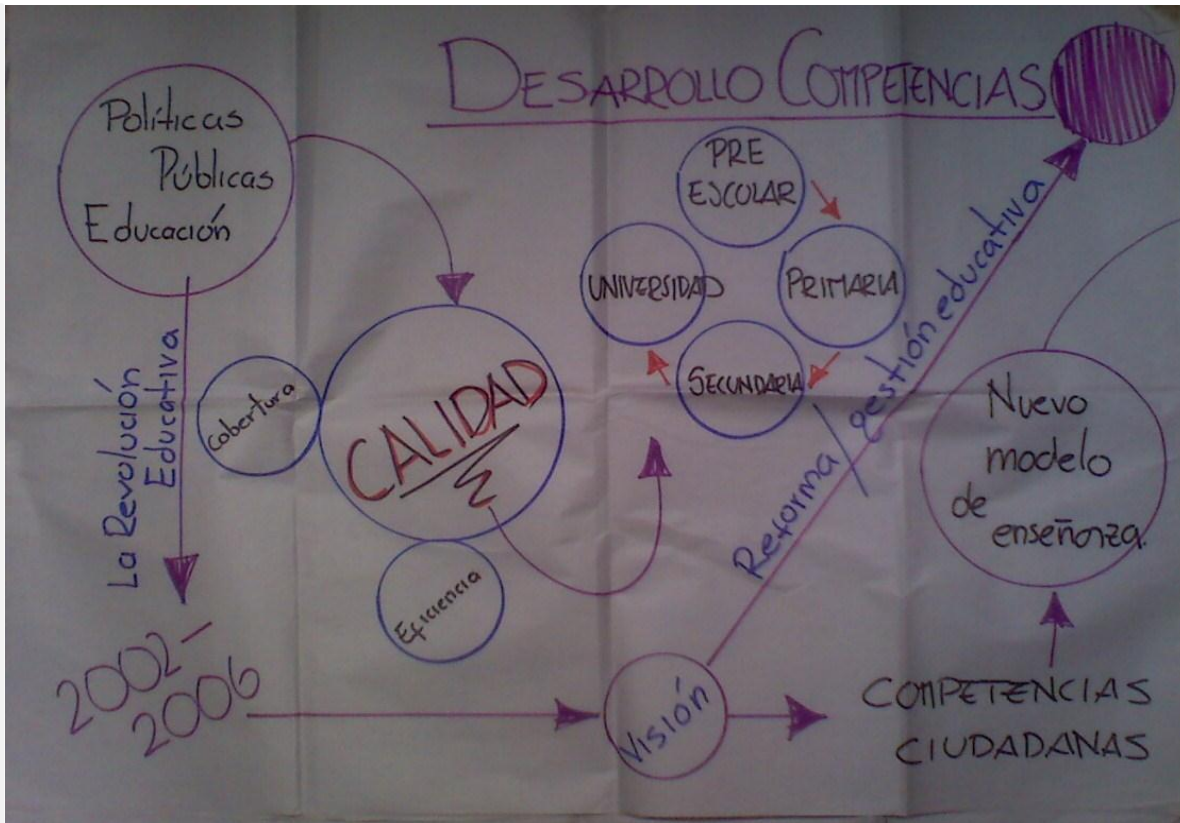 DESARROLLO COMPETENCIAS
Políticas
Públicas
Educación
PRE
ESCOLAR
UNIVERSIDAD
PRIMARIA
SECUNDARIA
La Revolución
Educativa
Cobertura
CALIDAD
Eficiencia
Reforma gestión educativa
Nuevo
modelo
de
enseñanza.
2002-
2006
Visión
COMPETENCIAS
CIUDADANAS